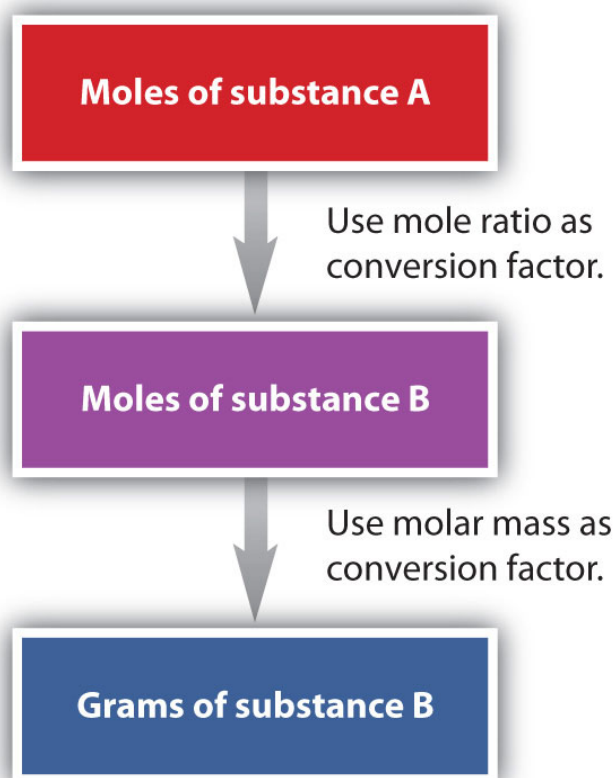 Moles of substance A
Use mole ratio as
conversion factor.
Moles of substance B
Use molar mass as
conversion factor.
Grams of substance B